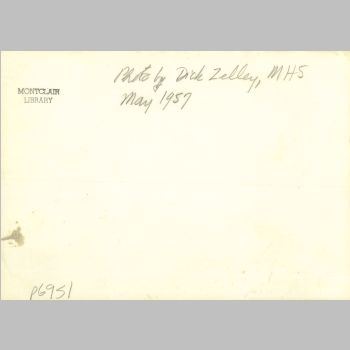 Photo by Dick Zelley, MHS
May 1957
MONTCLAIR
LIBRARY
p6951